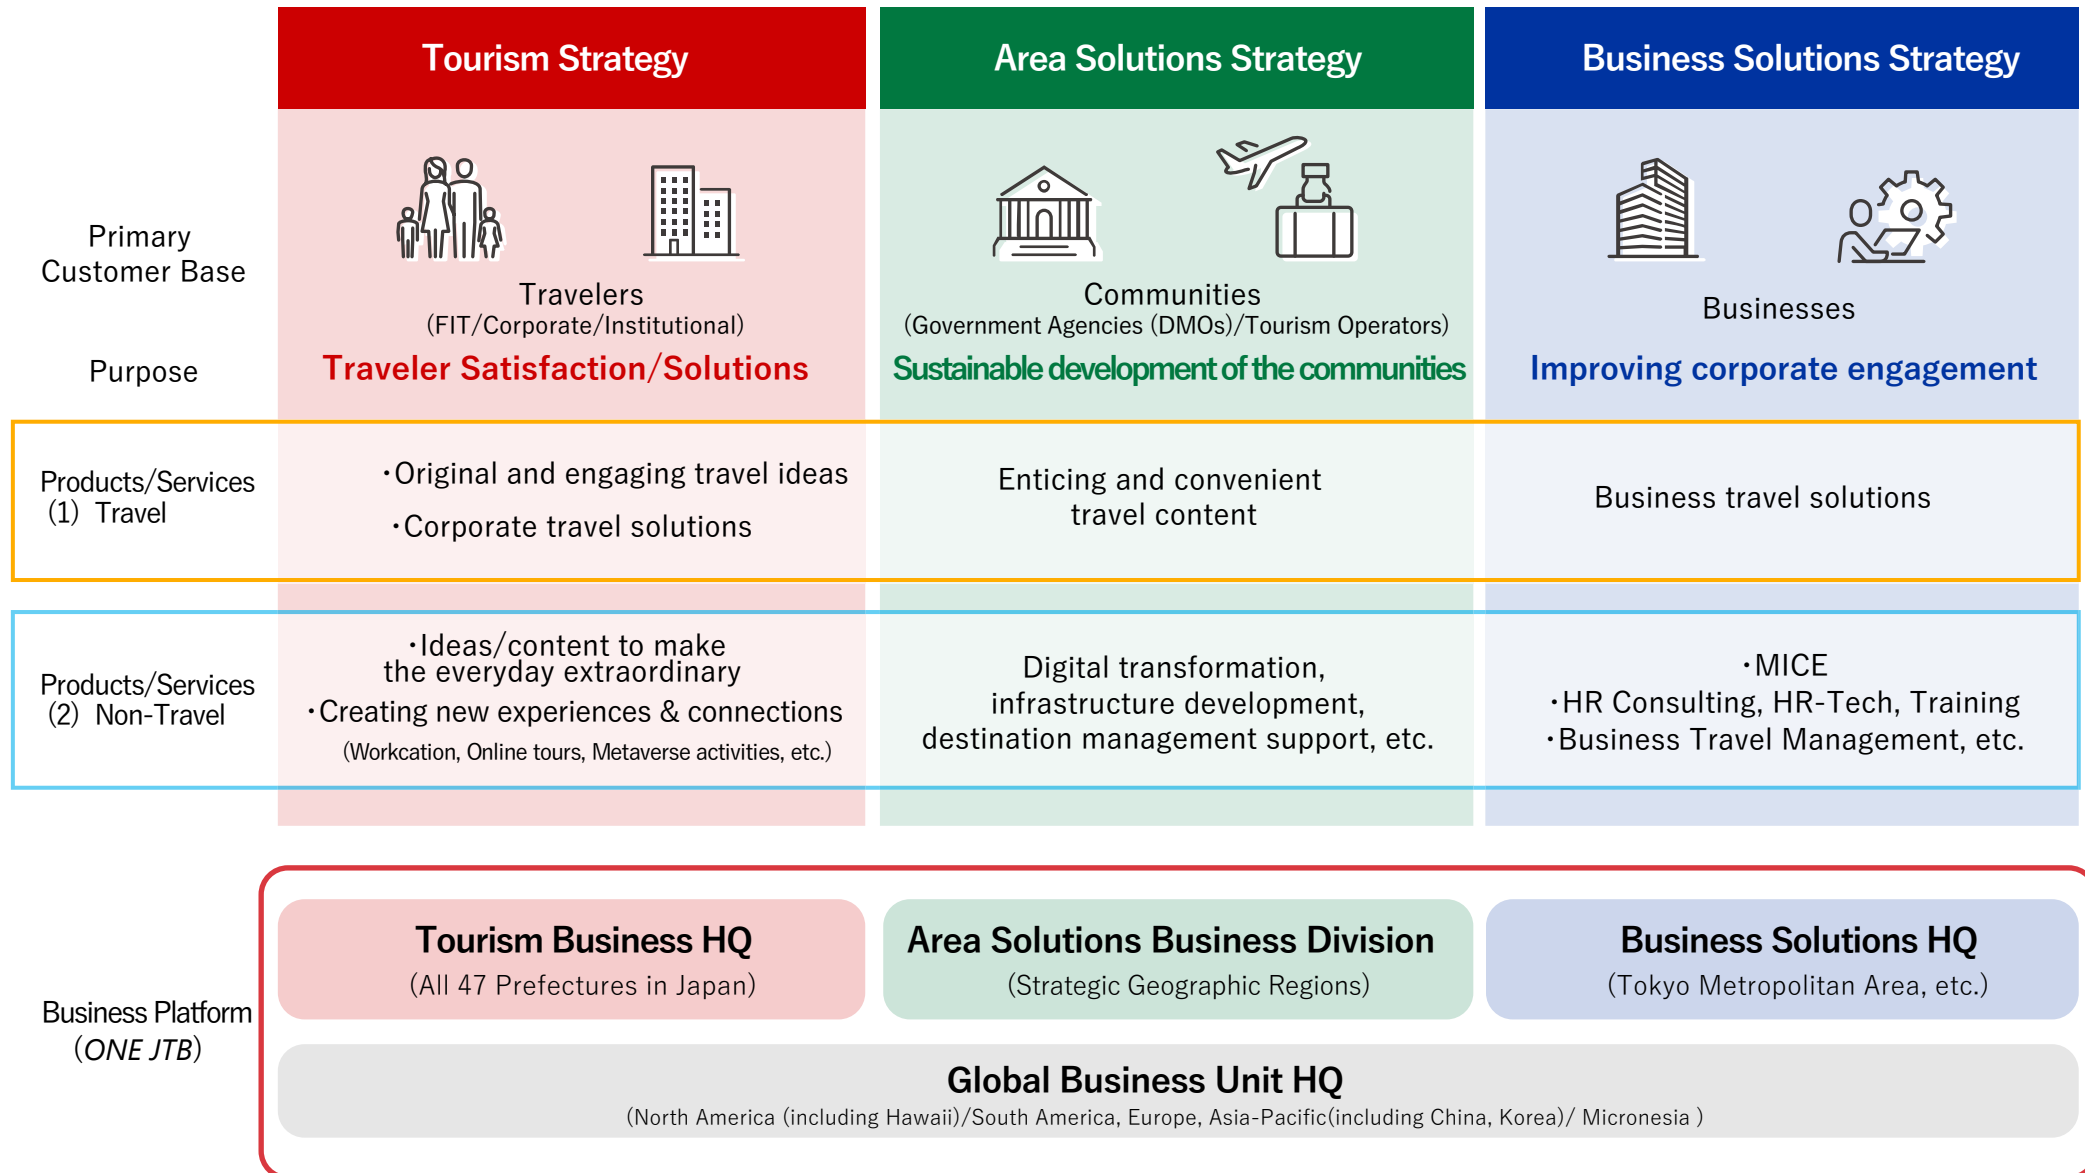 Tourism Strategy
Area Solutions Strategy
Business Solutions Strategy
Primary
Customer Base
Travelers
(FIT/Corporate/Institutional)
Communities
(Government Agencies (DMOs)/Tourism Operators)
Businesses
Purpose
Traveler Satisfaction/Solutions
Sustainable development of the communities
Improving corporate engagement
Products/Services
(1) Travel
・Original and engaging travel ideas
・Corporate travel solutions
Enticing and convenient
travel content
Business travel solutions
Products/Services
(2) Non-Travel
・Ideas/content to make
the everyday extraordinary
・Creating new experiences & connections
(Workcation, Online tours, Metaverse activities, etc.)
Digital transformation,
infrastructure development,
destination management support, etc.
・MICE
・HR Consulting, HR-Tech, Training
・Business Travel Management, etc.
Business Platform
(ONE JTB)
Tourism Business HQ
(All 47 Prefectures in Japan)
Area Solutions Business Division
(Strategic Geographic Regions)
Business Solutions HQ
(Tokyo Metropolitan Area, etc.)
Global Business Unit HQ
(North America (including Hawaii)/South America, Europe, Asia-Pacific(including China, Korea)/ Micronesia )